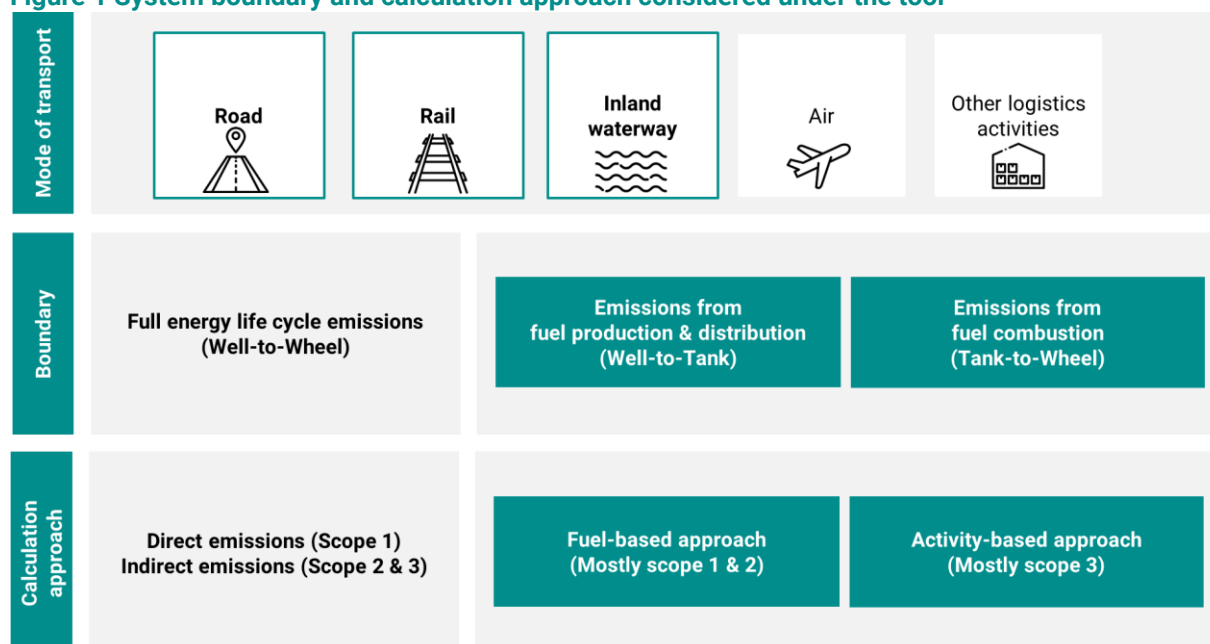 Figure 1 System boundary and calculation approach considered under the tool
Mode of transport
Road
Rail
Inland
waterway
Air
Other logistics
activities
Boundary
Full energy life cycle emissions
(Well-to-Wheel)
Emissions from
fuel production & distribution
(Well-to-Tank)
Emissions from
fuel combustion
(Tank-to-Wheel)
Calculation
approach
Direct emissions (Scope 1)
Indirect emissions (Scope 2 & 3)
Fuel-based approach
(Mostly scope 1 & 2)
Activity-based approach
(Mostly scope 3)